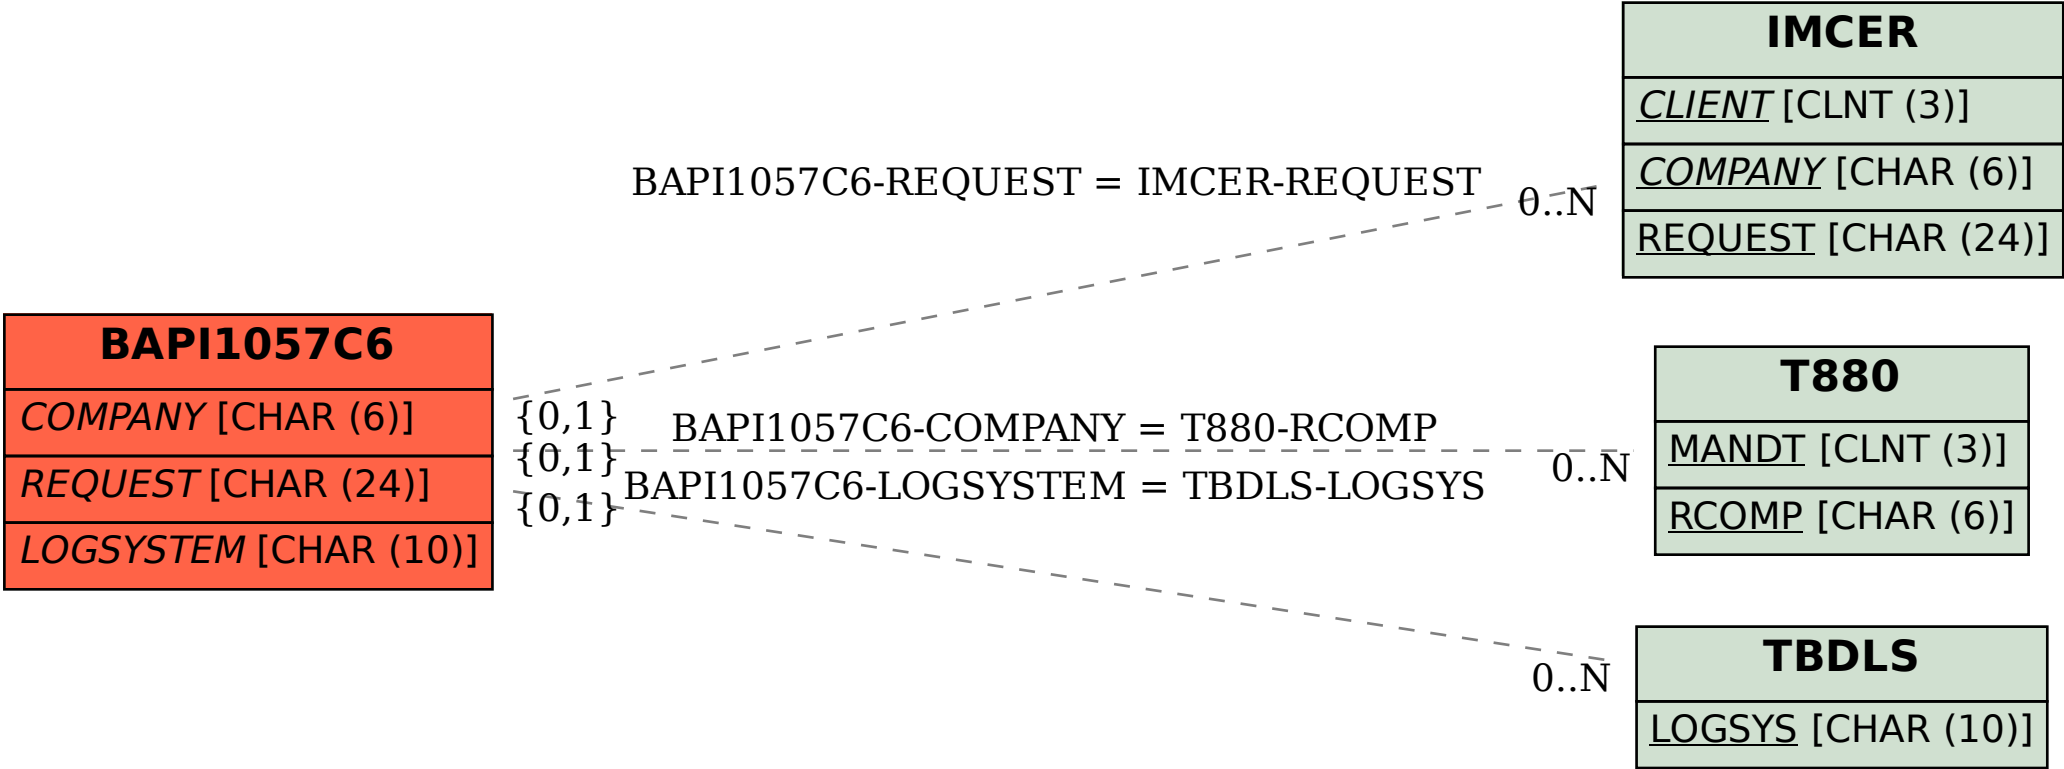 IMCER
CLIENT [CLNT (3)]
COMPANY [CHAR (6)]
REQUEST [CHAR (24)]
BAPI1057C6-REQUEST = IMCER-REQUEST
0..N
BAPI1057C6
COMPANY [CHAR (6)]
REQUEST [CHAR (24)]
LOGSYSTEM [CHAR (10)]
{0,1}
{0,1}
{0,1}
BAPI1057C6-COMPANY = T880-RCOMP
0..N
BAPI1057C6-LOGSYSTEM = TBDLS-LOGSYS
0..N
T880
MANDT [CLNT (3)]
RCOMP [CHAR (6)]
TBDLS
LOGSYS [CHAR (10)]